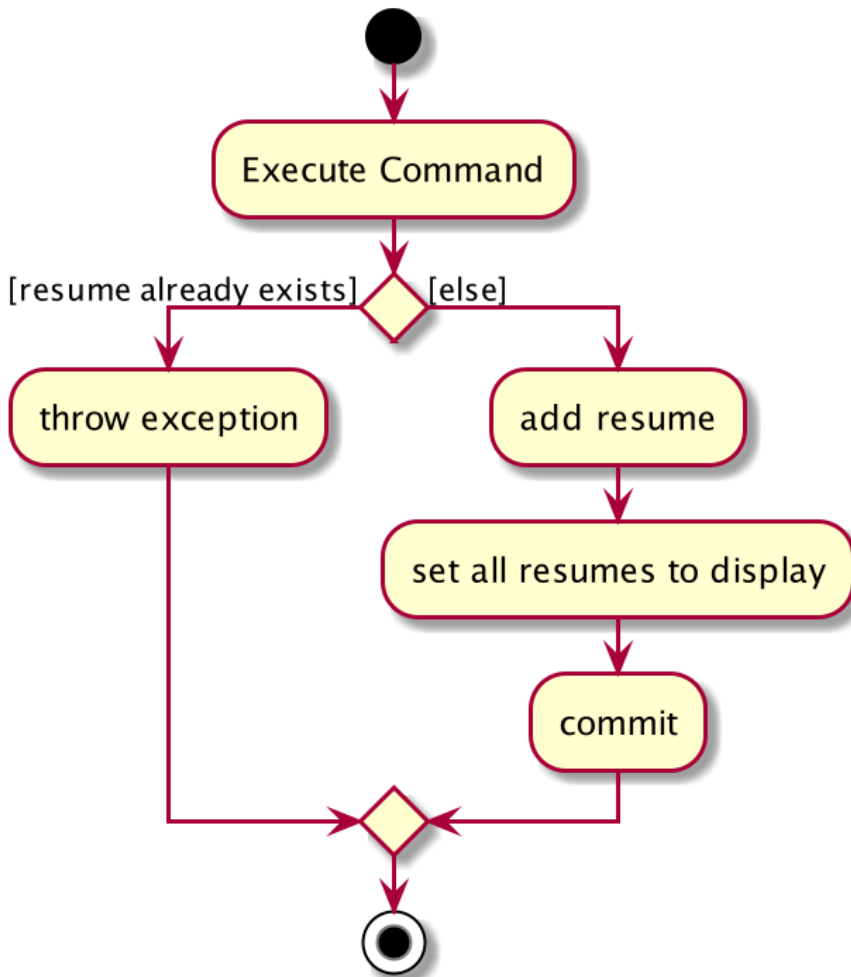 Execute Command
[resume already exists]
[else]
throw exception
add resume
set all resumes to display
commit